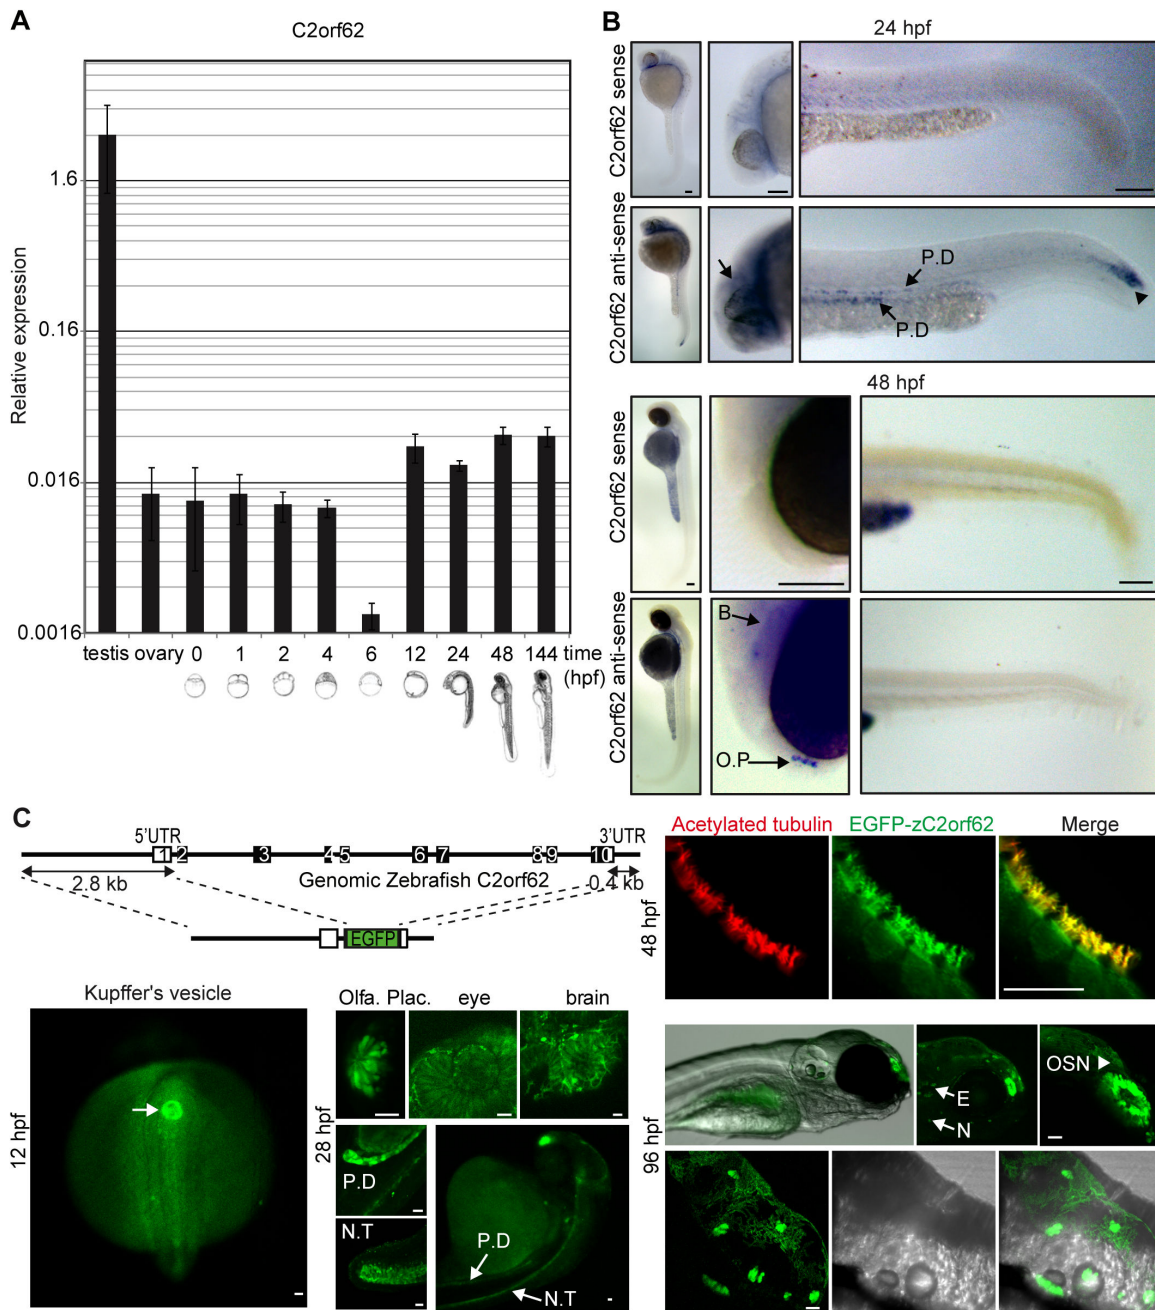 A
C2orf62
Relative expression
1.6
0.16
0.016
0.0016
testis ovary 0 1 2 4 6 12 24 48 144 time
(hpf)
B
24 hpf
C2orf62 sense
C2orf62 anti-sense
P.D
P.D
48 hpf
C2orf62 sense
C2orf62 anti-sense
B
O.P
C
5'UTR
3'UTR
1 2 3 4 5 6 7 8 9 10
2.8 kb
Genomic Zebrafish C2orf62
0.4 kb
EGFP
Acetylated tubulin
EGFP-zC2orf62
Merge
48 hpf
Kupffer's vesicle
12 hpf
Olfa. Plac.
eye
brain
28 hpf
P.D
N.T
P.D
N.T
96 hpf
E
N
OSN